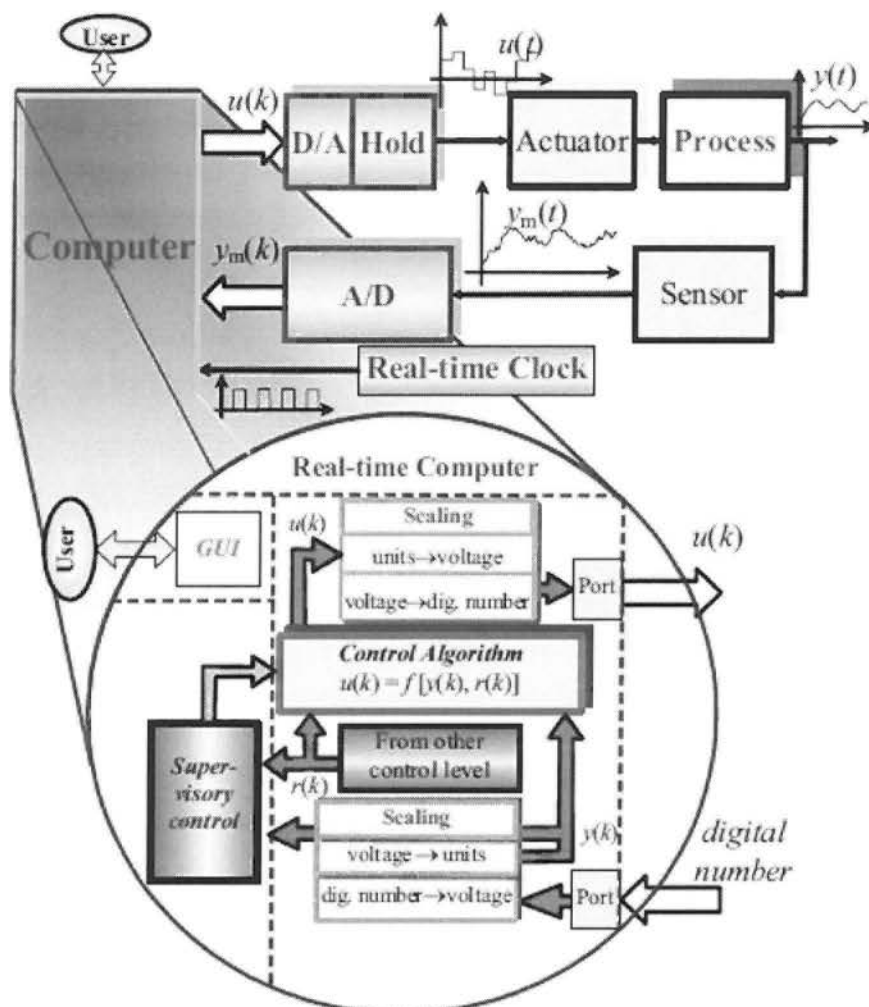 User
u(k)
D/A
Hold
u(t)
Actuator
Process
y(t)
Computer
yₘ(k)
A/D
yₘ(t)
Sensor
Real-time Clock
Real-time Computer
User
GUI
u(k)
Scaling
units→voltage
voltage→dig. number
Port
u(k)
Control Algorithm
u(k) = f [y(k), r(k)]
Super-
visory
control
r(k)
From other
control level
Scaling
voltage→units
dig. number→voltage
y(k)
Port
digital
number